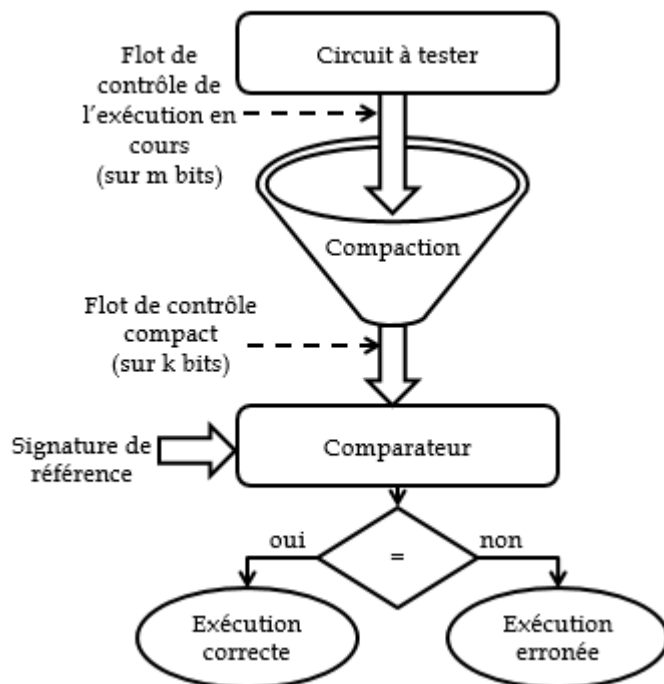 Circuit à tester
Flot de
contrôle de
l'exécution en
cours
(sur m bits)
Compaction
Flot de contrôle
compact
(sur k bits)
Signature de
référence
Comparateur
oui
=
non
Exécution
correcte
Exécution
erronée